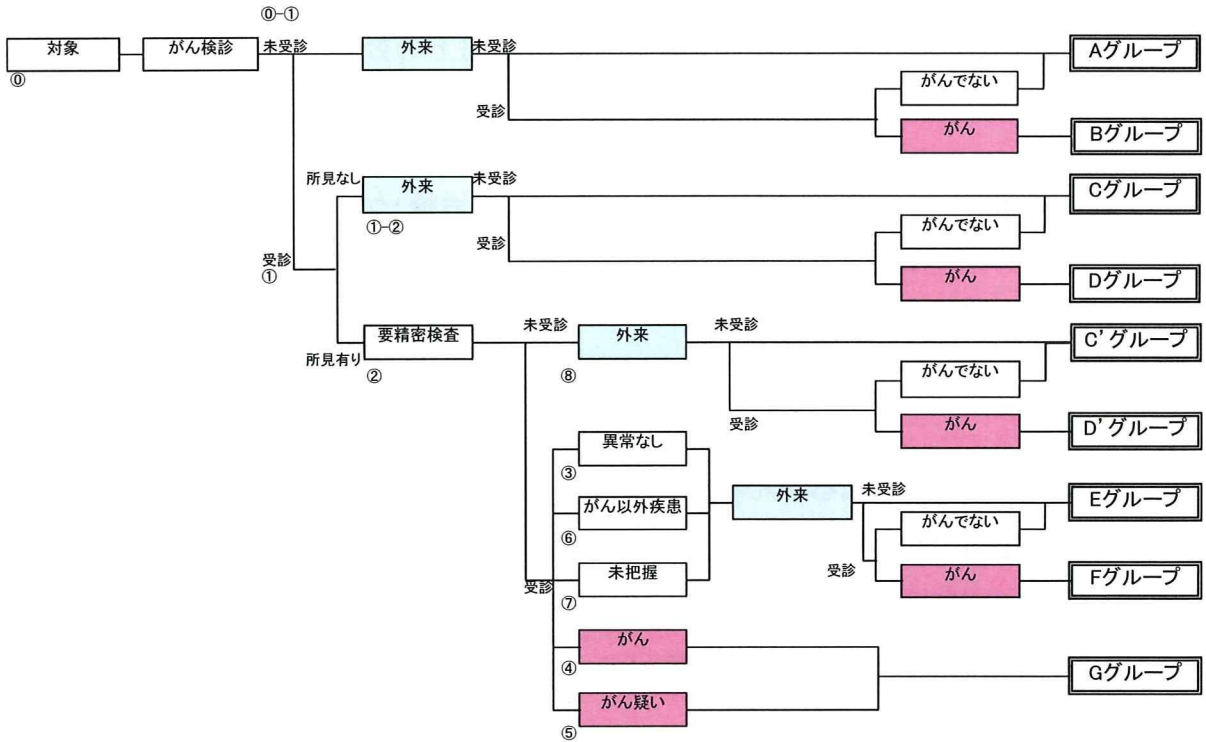 ⓪-①
対象
がん検診
未受診
外来
未受診
Aグループ
⓪
がんでない
受診
がん
Bグループ
所見なし
外来
未受診
Cグループ
①-②
がんでない
受診
受診
①
がん
Dグループ
要精密検査
未受診
外来
未受診
C'グループ
所見有り
②
⑧
がんでない
受診
がん
D'グループ
異常なし
③
がん以外疾患
外来
未受診
Eグループ
⑥
がんでない
受診
未把握
受診
がん
Fグループ
⑦
がん
④
Gグループ
がん疑い
⑤